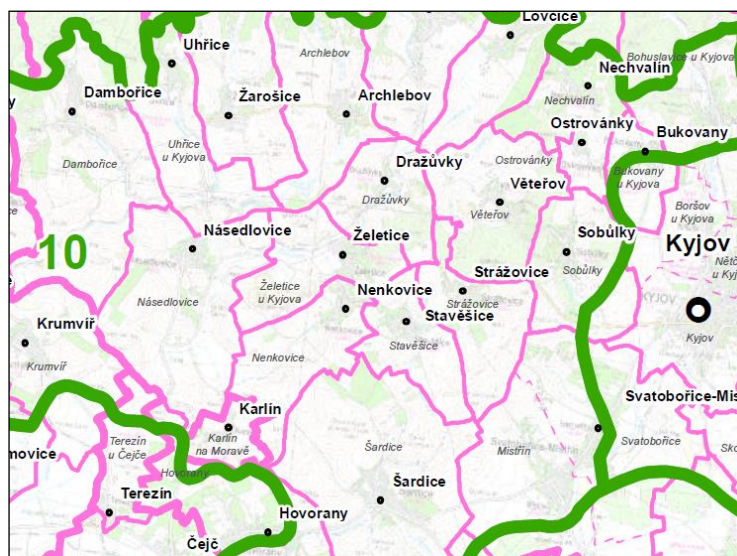 Lovčice
Uhřice
Archlebov
Bohuslavice u Kyjova
Nechvalín
Dambořice
Žarošice
Archlebov
Nechvalín
Ostrovánky
Uhřice
u Kyjova
Dambořice
Dražůvky
Ostrovánky
Bukovany
Bukovany
u Kyjova
Dražůvky
Věteřov
Věteřov
Boršov
u Kyjova
Násedlovice
Želetice
Sobůlky
Sobůlky
Kyjov
10
Želetice
u Kyjova
Strážovice
Strážovice
Násedlovice
Nenkovice
Stavěšice
Stavěšice
Kyjov
Krumvíř
Krumvíř
Nenkovice
Karlín
Karlín
na Moravě
Svatobořice-Mis
Svatobořice
Terezín
u Čejče
Hovorany
Šardice
Mistřín
Terezín
Šardice
Hovorany
Čejč